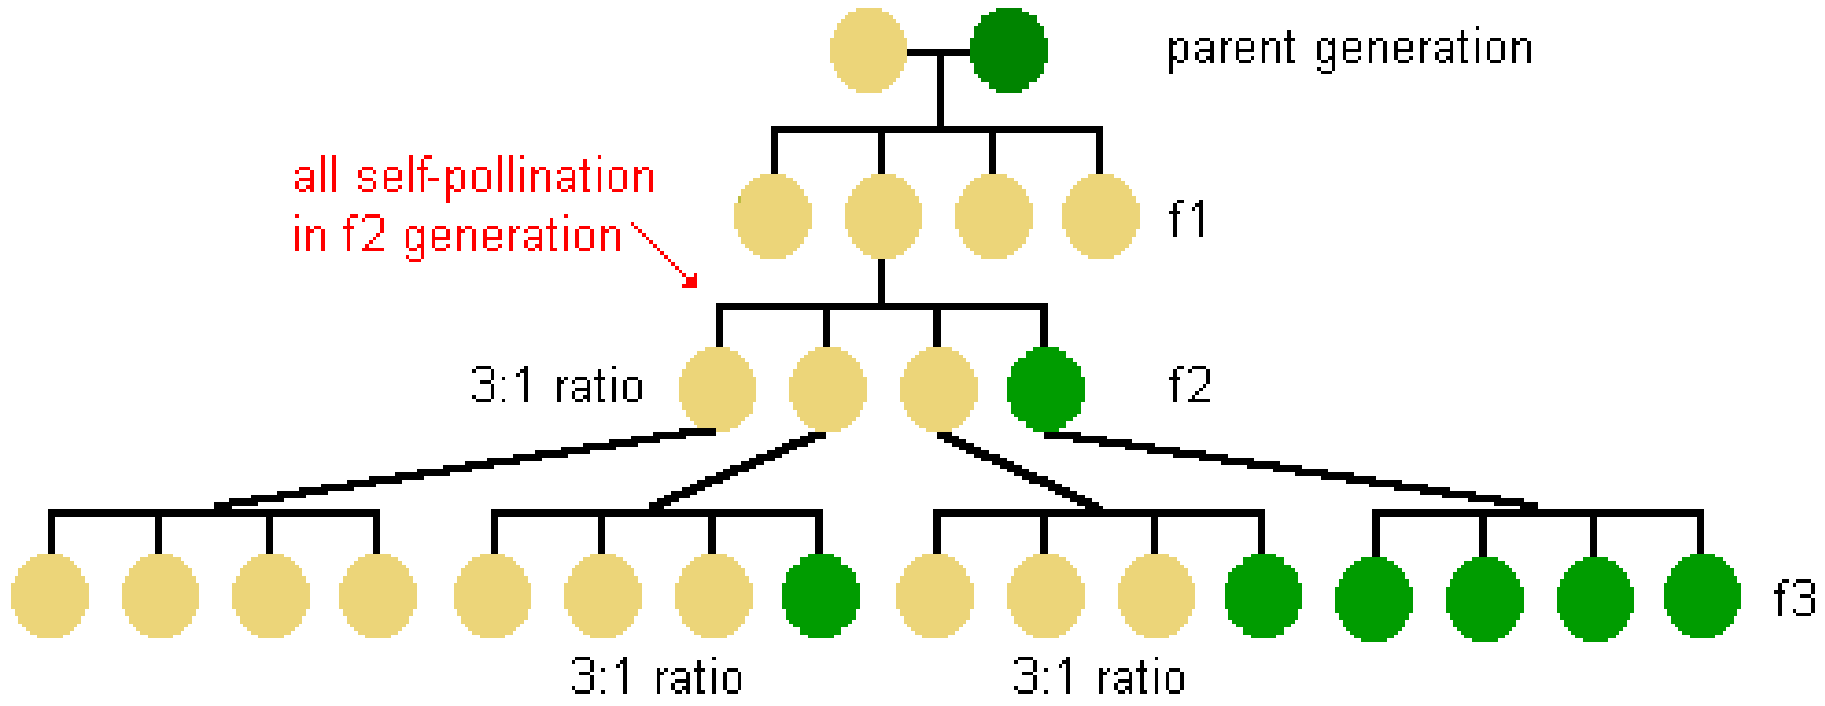 parent generation
all self-pollination
in f2 generation
f1
3:1 ratio
f2
f3
3:1 ratio
3:1 ratio